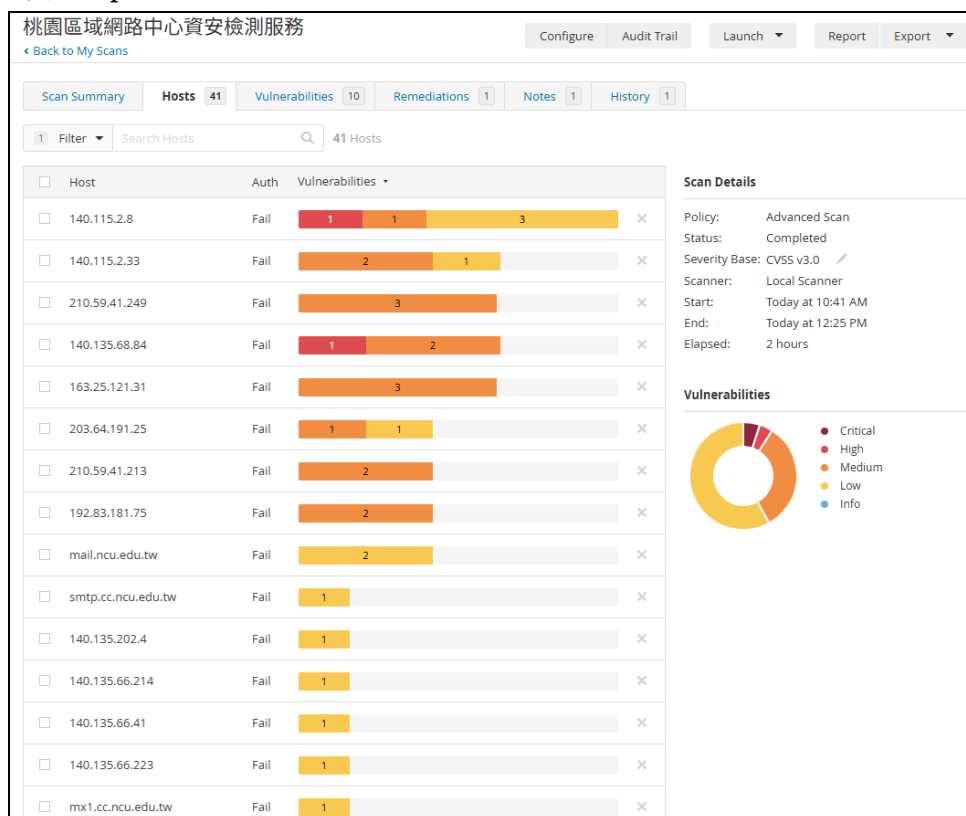 桃園區域網路中心資安檢測服務
‹ Back to My Scans
Configure Audit Trail Launch Report Export
Scan Summary Hosts 41 Vulnerabilities 10 Remediations 1 Notes 1 History 1
1 Filter Search Hosts 41 Hosts
Host Auth Vulnerabilities
140.115.2.8 Fail 1 1 3
140.115.2.33 Fail 2 1
210.59.41.249 Fail 3
140.135.68.84 Fail 1 2
163.25.121.31 Fail 3
203.64.191.25 Fail 1 1
210.59.41.213 Fail 2
192.83.181.75 Fail 2
mail.ncu.edu.tw Fail 2
smtp.cc.ncu.edu.tw Fail 1
140.135.202.4 Fail 1
140.135.66.214 Fail 1
140.135.66.41 Fail 1
140.135.66.223 Fail 1
mx1.cc.ncu.edu.tw Fail 1
Scan Details
Policy: Advanced Scan
Status: Completed
Severity Base: CVSS v3.0
Scanner: Local Scanner
Start: Today at 10:41 AM
End: Today at 12:25 PM
Elapsed: 2 hours
Vulnerabilities
Critical
High
Medium
Low
Info